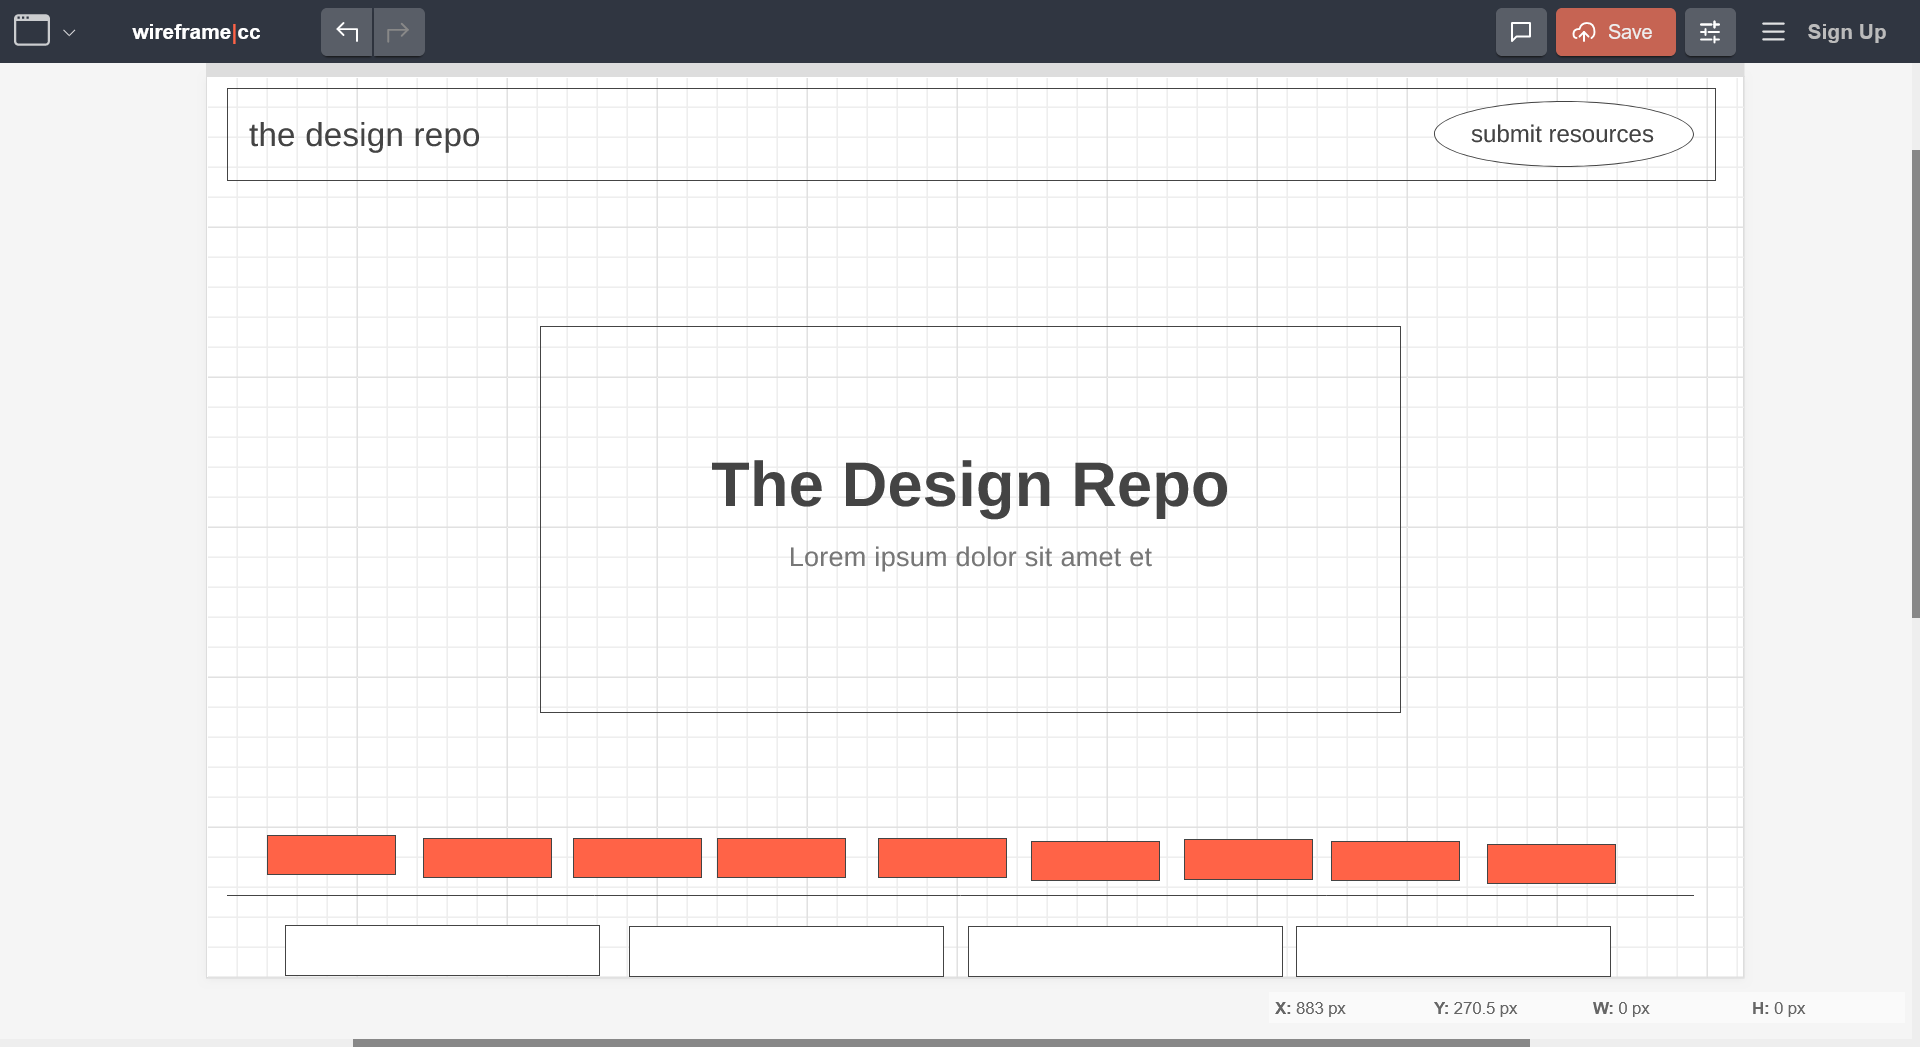 wireframe|cc
Save
Sign Up
the design repo
submit resources
The Design Repo
Lorem ipsum dolor sit amet et
X: 883 px Y: 270.5 px W: 0 px H: 0 px